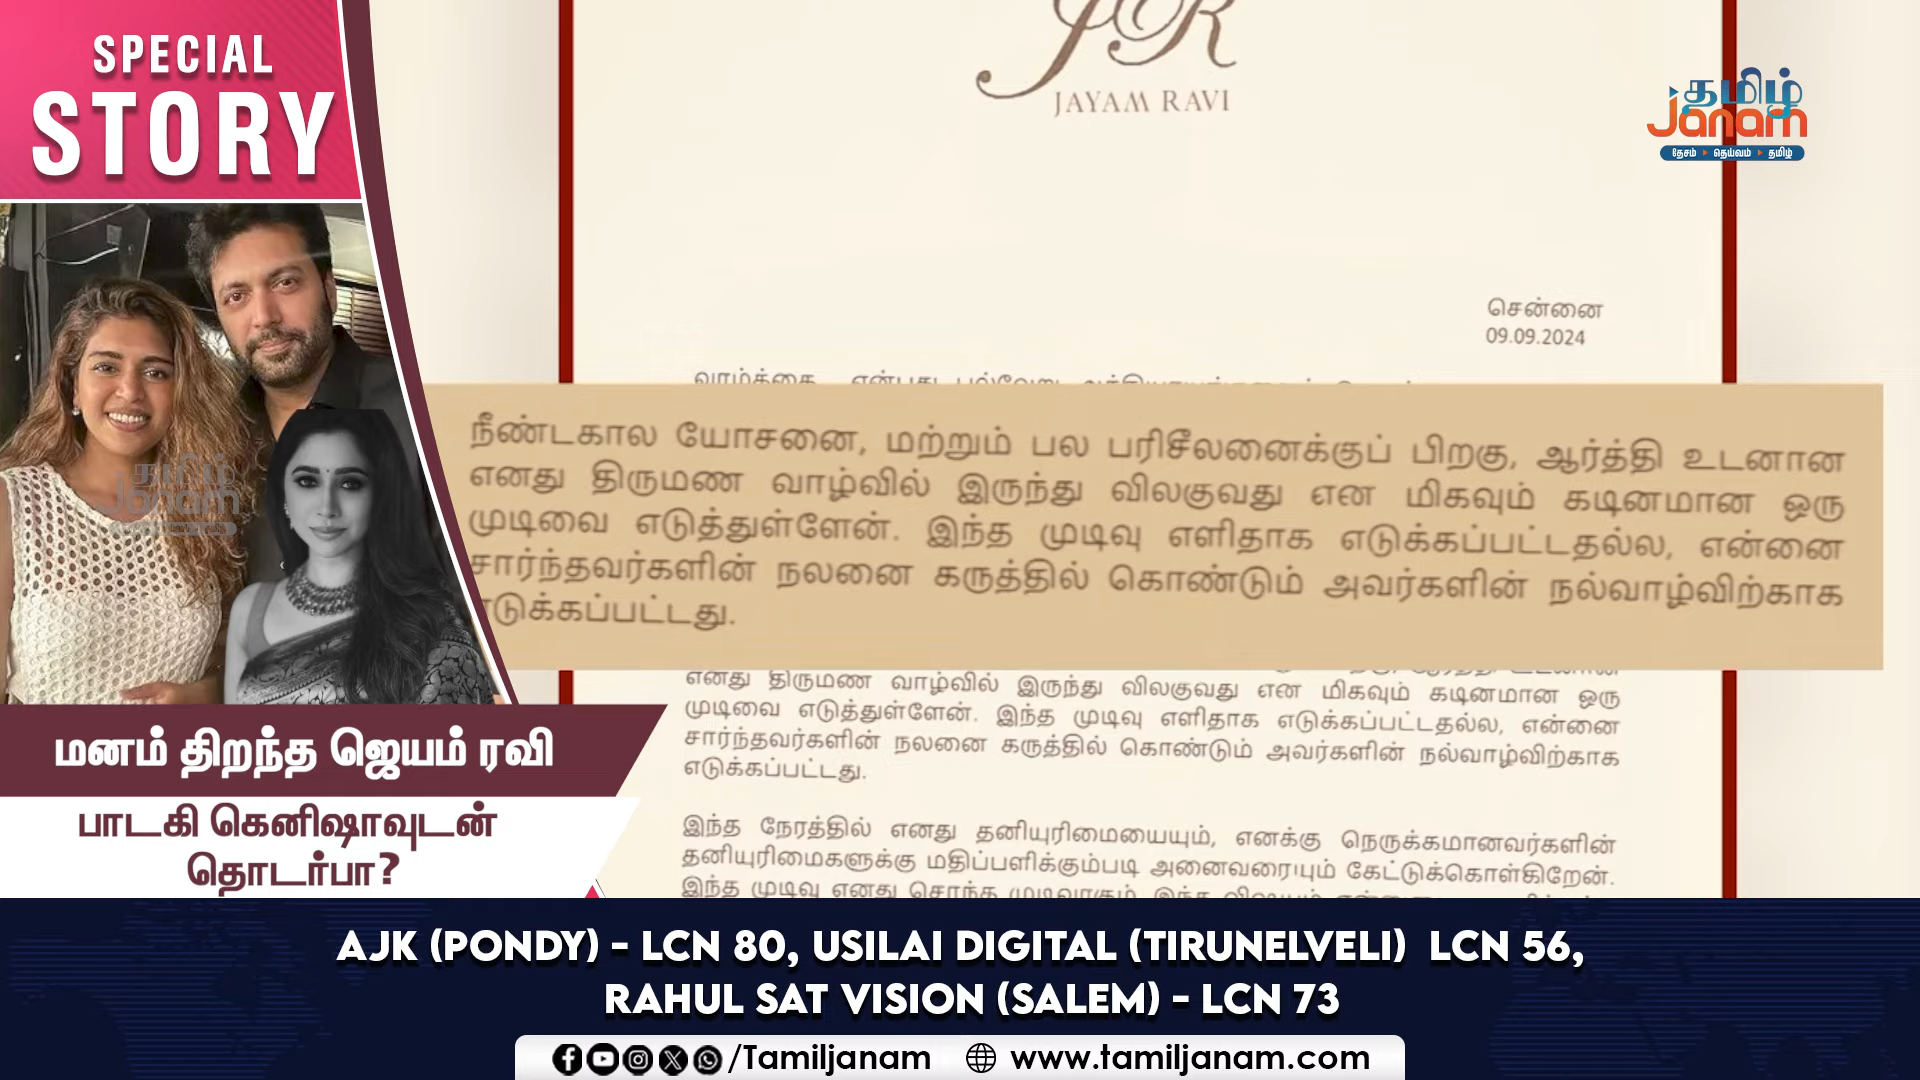 SPECIAL
STORY
JR
JAYAM RAVI
தமிழ்
Janam
தேசம் தெய்வம் தமிழ்
சென்னை
09.09.2024
நீண்டகால யோசனை, மற்றும் பல பரிசீலனைக்குப் பிறகு, ஆர்த்தி உடனான
எனது திருமண வாழ்வில் இருந்து விலகுவது என மிகவும் கடினமான ஒரு
முடிவை எடுத்துள்ளேன். இந்த முடிவு எளிதாக எடுக்கப்பட்டதல்ல, என்னை
சார்ந்தவர்களின் நலனை கருத்தில் கொண்டும் அவர்களின் நல்வாழ்விற்காக
எடுக்கப்பட்டது.
எனது திருமண வாழ்வில் இருந்து விலகுவது என மிகவும் கடினமான ஒரு
முடிவை எடுத்துள்ளேன். இந்த முடிவு எளிதாக எடுக்கப்பட்டதல்ல, என்னை
சார்ந்தவர்களின் நலனை கருத்தில் கொண்டும் அவர்களின் நல்வாழ்விற்காக
எடுக்கப்பட்டது.
இந்த நேரத்தில் எனது தனியுரிமையையும், எனக்கு நெருக்கமானவர்களின்
தனியுரிமைகளுக்கு மதிப்பளிக்கும்படி அனைவரையும் கேட்டுக்கொள்கிறேன்.
இந்த முடிவு எனது சொந்த முடிவாகும்
தமிழ்
Janam
மனம் திறந்த ஜெயம் ரவி
பாடகி கெனிஷாவுடன்
தொடர்பா?
AJK (PONDY) - LCN 80, USILAI DIGITAL (TIRUNELVELI) LCN 56,
RAHUL SAT VISION (SALEM) - LCN 73
/Tamiljanam www.tamiljanam.com